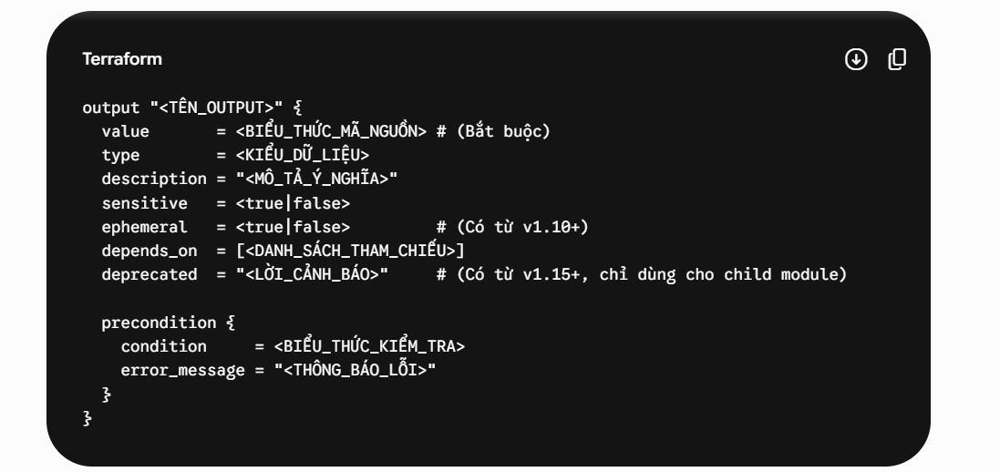 Terraform
output "<TÊN_OUTPUT>" {
  value       = <BIỂU_THỨC_MÃ_NGUỒN> # (Bắt buộc)
  type        = <KIỂU_DỮ_LIỆU>
  description = "<MÔ_TẢ_Ý_NGHĨA>"
  sensitive   = <true|false>
  ephemeral   = <true|false>         # (Có từ v1.10+)
  depends_on  = [<DANH_SÁCH_THAM_CHIẾU>]
  deprecated  = "<LỜI_CẢNH_BÁO>"     # (Có từ v1.15+, chỉ dùng cho child module)
  precondition {
    condition     = <BIỂU_THỨC_KIỂM_TRA>
    error_message = "<THÔNG_BÁO_LỖI>"
  }
}